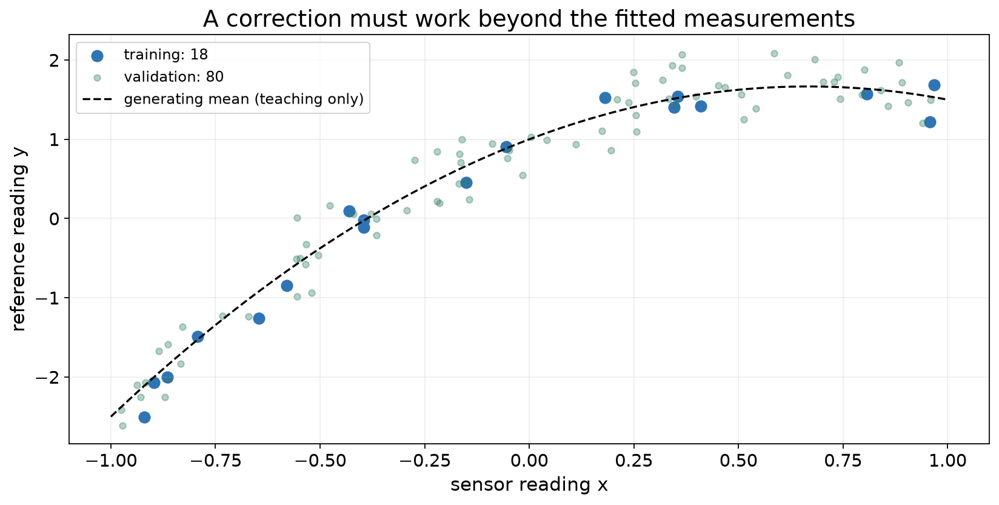 A correction must work beyond the fitted measurements
training: 18
validation: 80
generating mean (teaching only)
reference reading y
2
1
0
−1
−2
−1.00 −0.75 −0.50 −0.25 0.00 0.25 0.50 0.75 1.00
sensor reading x